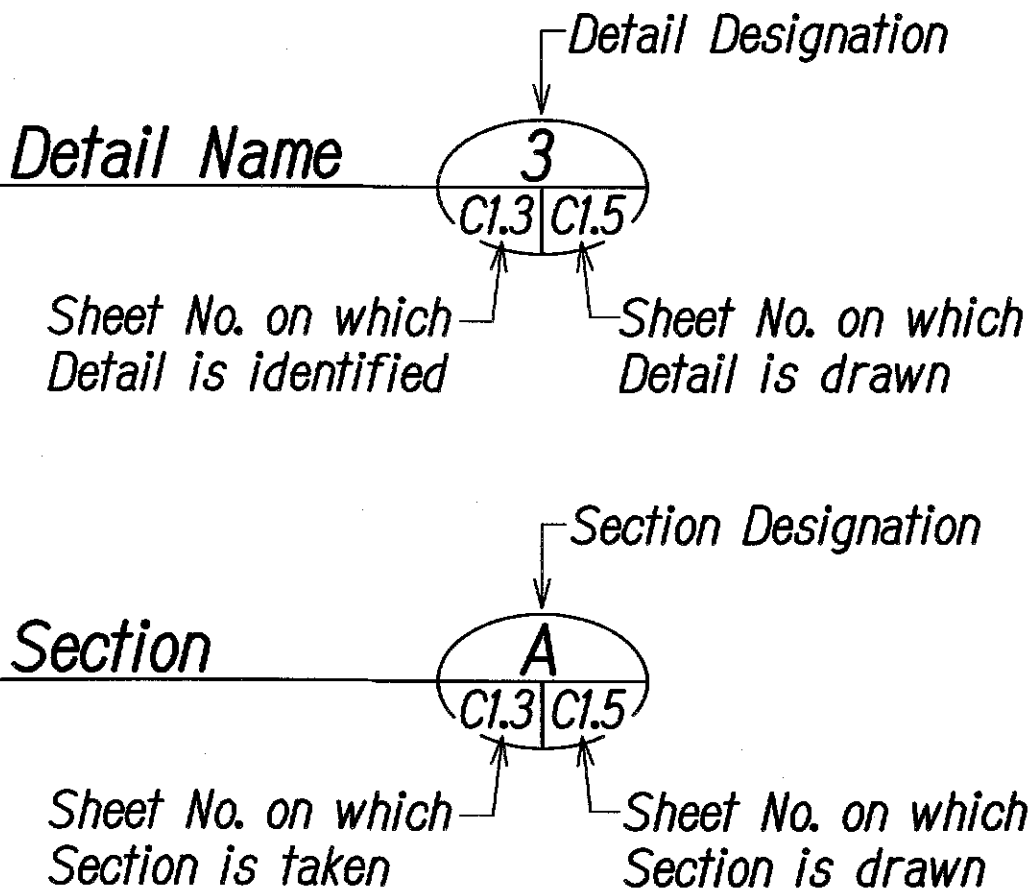 Detail Designation
Detail Name
3
C1.3 C1.5
Sheet No. on which
Detail is identified
Sheet No. on which
Detail is drawn
Section Designation
Section
A
C1.3 C1.5
Sheet No. on which
Section is taken
Sheet No. on which
Section is drawn